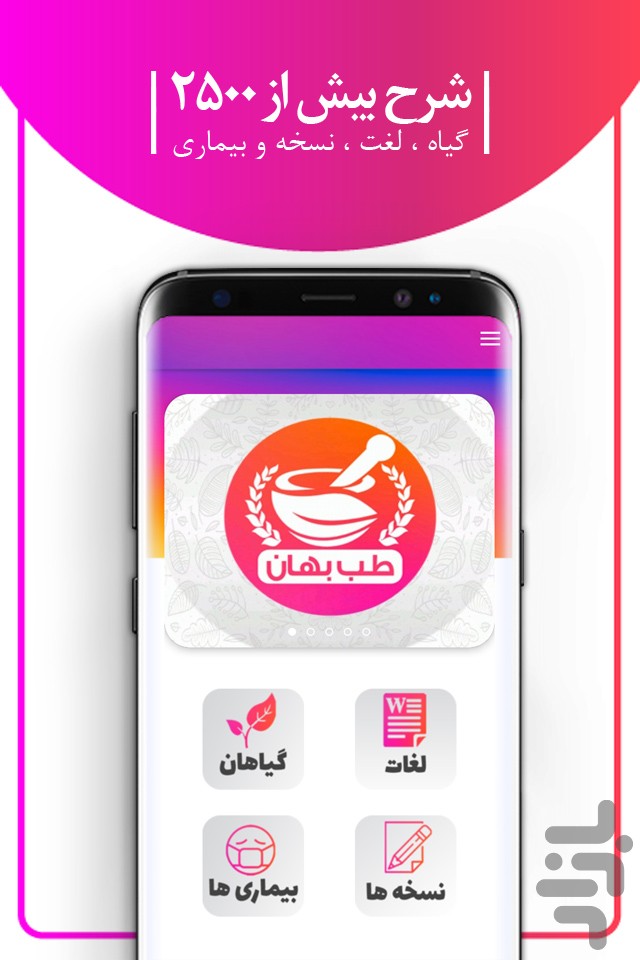 شرح بیش از ۲۵۰۰
گیاه ، لغت ، نسخه و بیماری
طب بهان
W
لغات
گیاهان
نسخه ها
بیماری ها
بازار